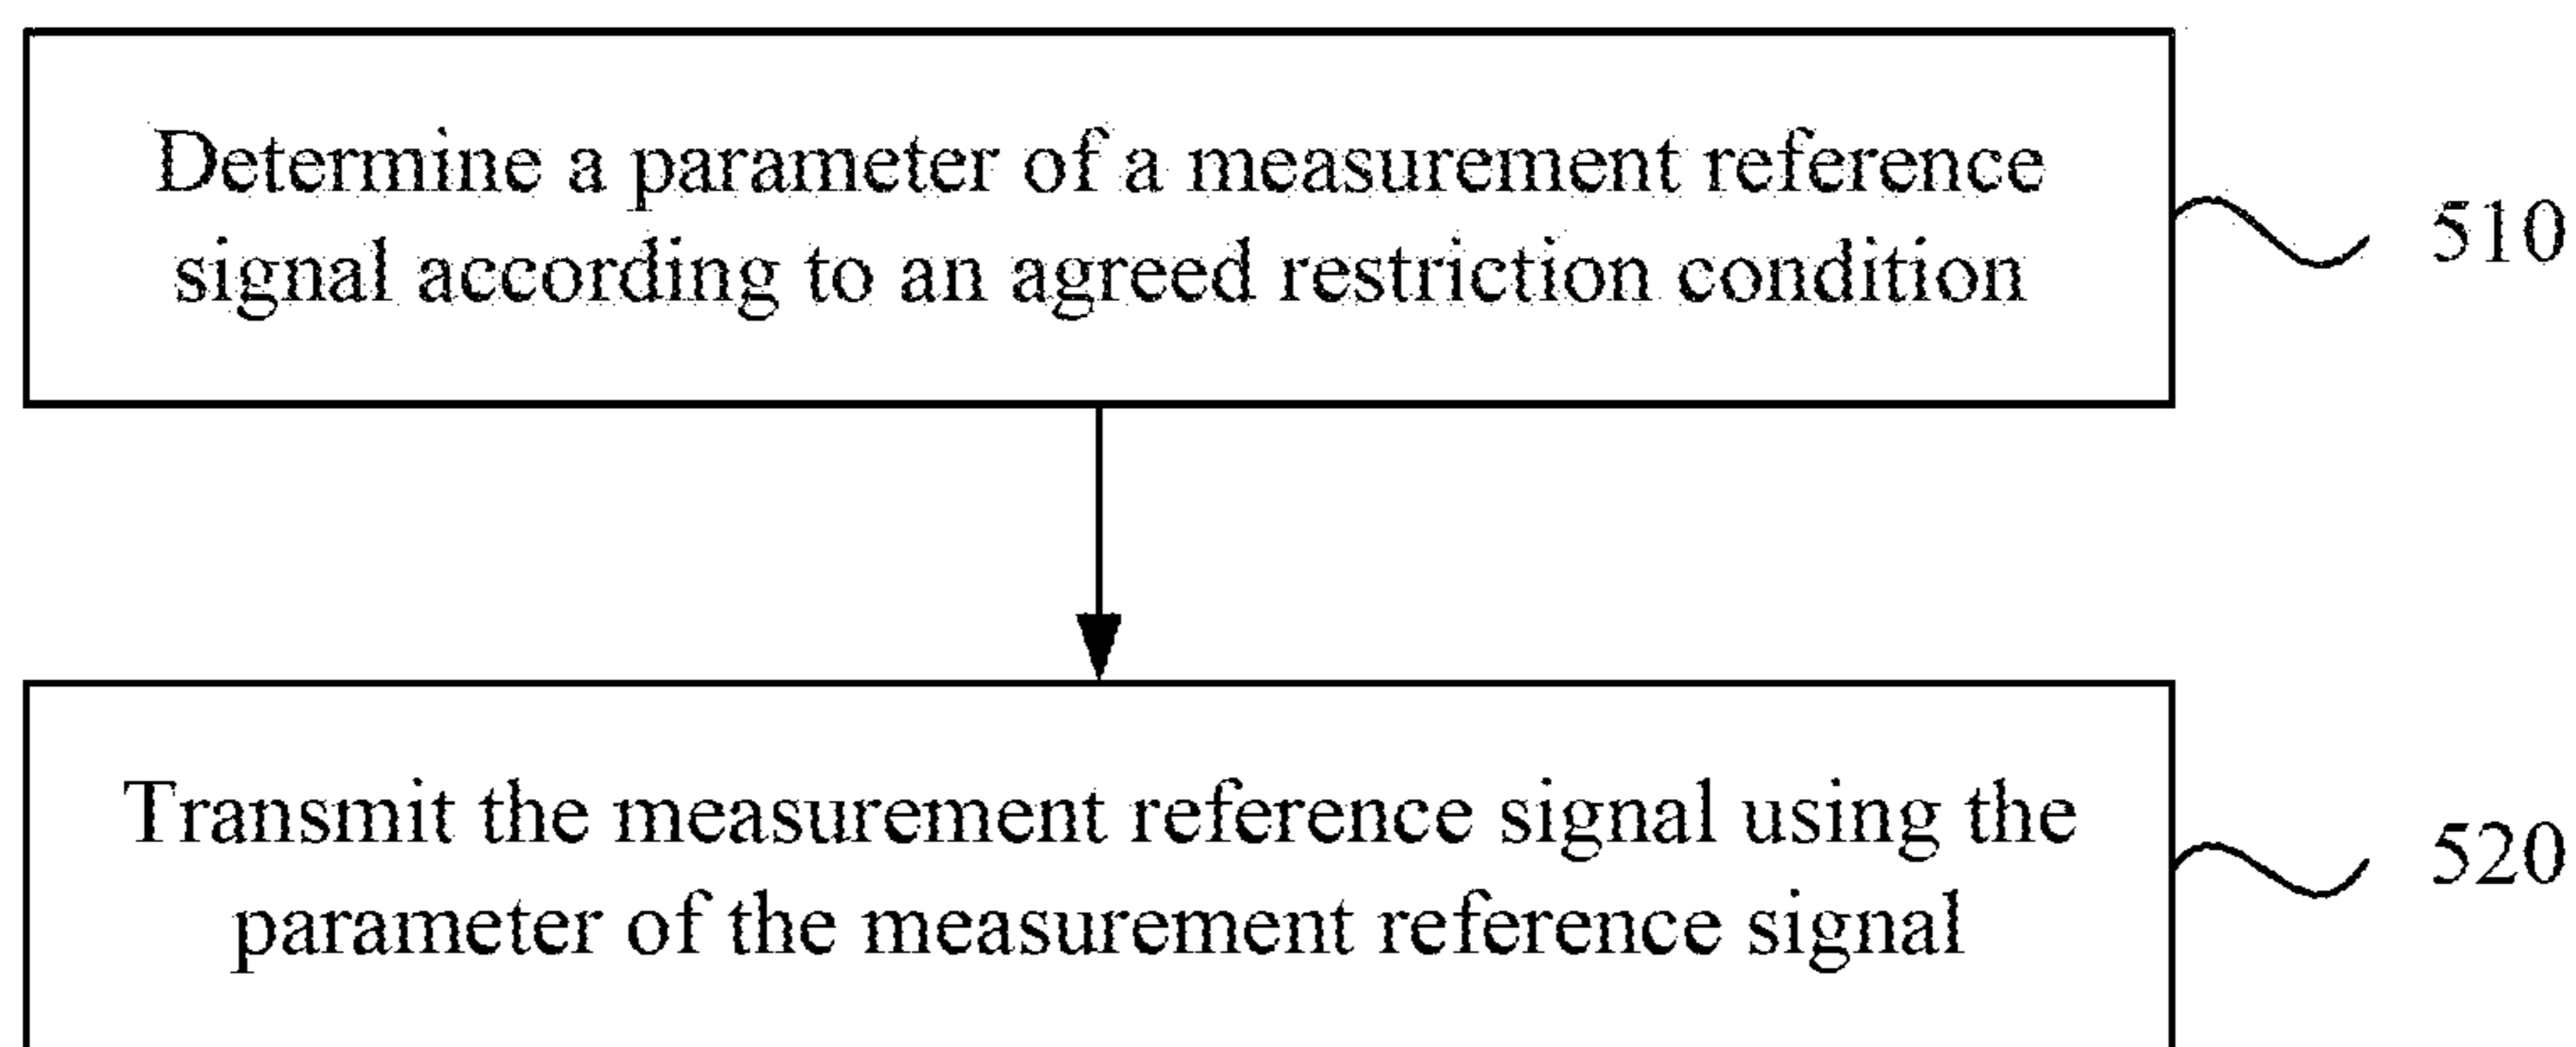 Determine a parameter of a measurement reference
signal according to an agreed restriction condition
510
Transmit the measurement reference signal using the
parameter of the measurement reference signal
520